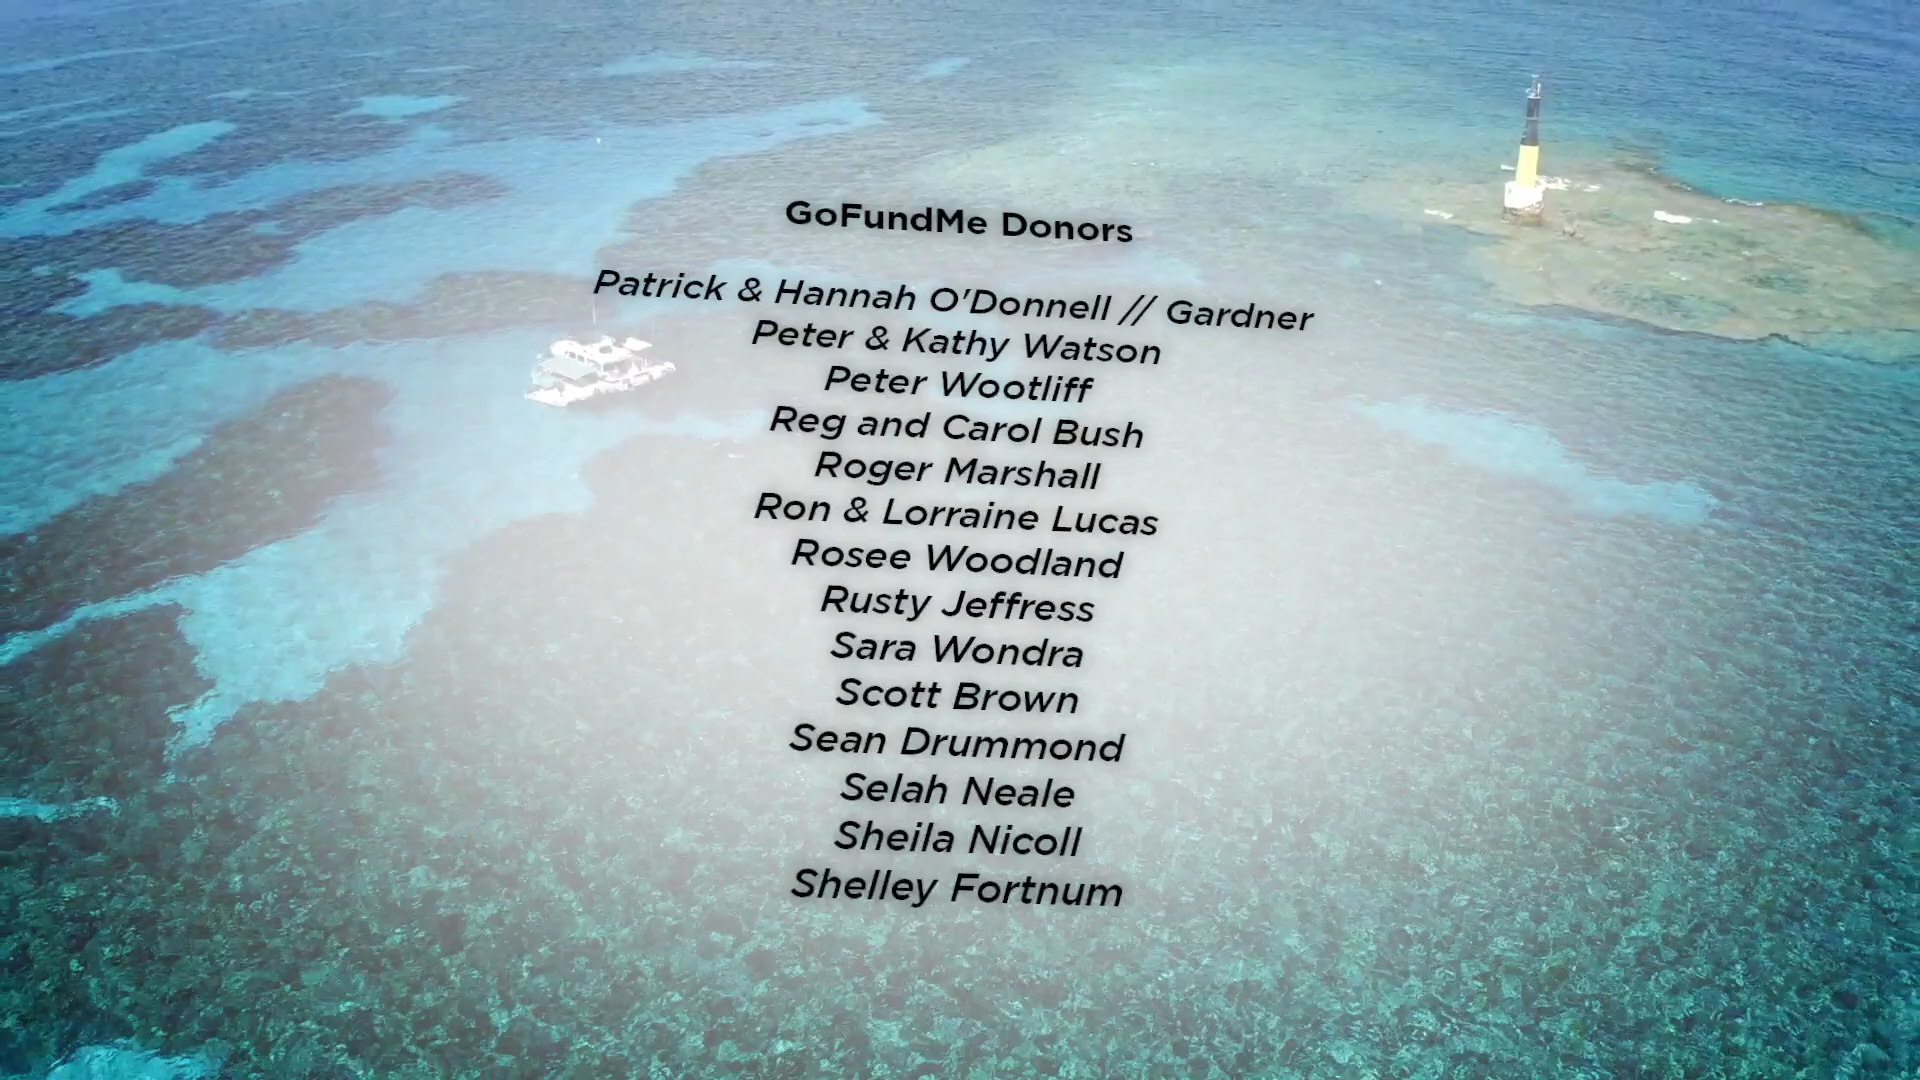 GoFundMe Donors
Patrick & Hannah O'Donnell // Gardner
Peter & Kathy Watson
Peter Wootliff
Reg and Carol Bush
Roger Marshall
Ron & Lorraine Lucas
Rosee Woodland
Rusty Jeffress
Sara Wondra
Scott Brown
Sean Drummond
Selah Neale
Sheila Nicoll
Shelley Fortnum